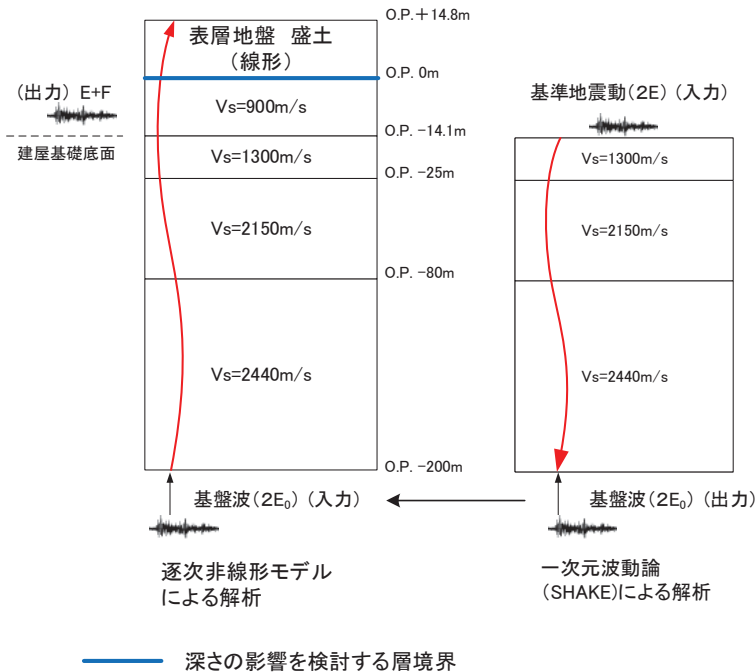 O.P.＋14.8m
表層地盤 盛土
（線形）
O.P. 0m
（出力） E+F
Vs=900m/s
O.P. -14.1m
建屋基礎底面
Vs=1300m/s
O.P. -25m
Vs=2150m/s
O.P. -80m
Vs=2440m/s
O.P. -200m
基盤波（2E₀）（入力）
逐次非線形モデル
による解析
基準地震動（2E）（入力）
Vs=1300m/s
Vs=2150m/s
Vs=2440m/s
基盤波（2E₀）（出力）
一次元波動論
(SHAKE)による解析
深さの影響を検討する層境界